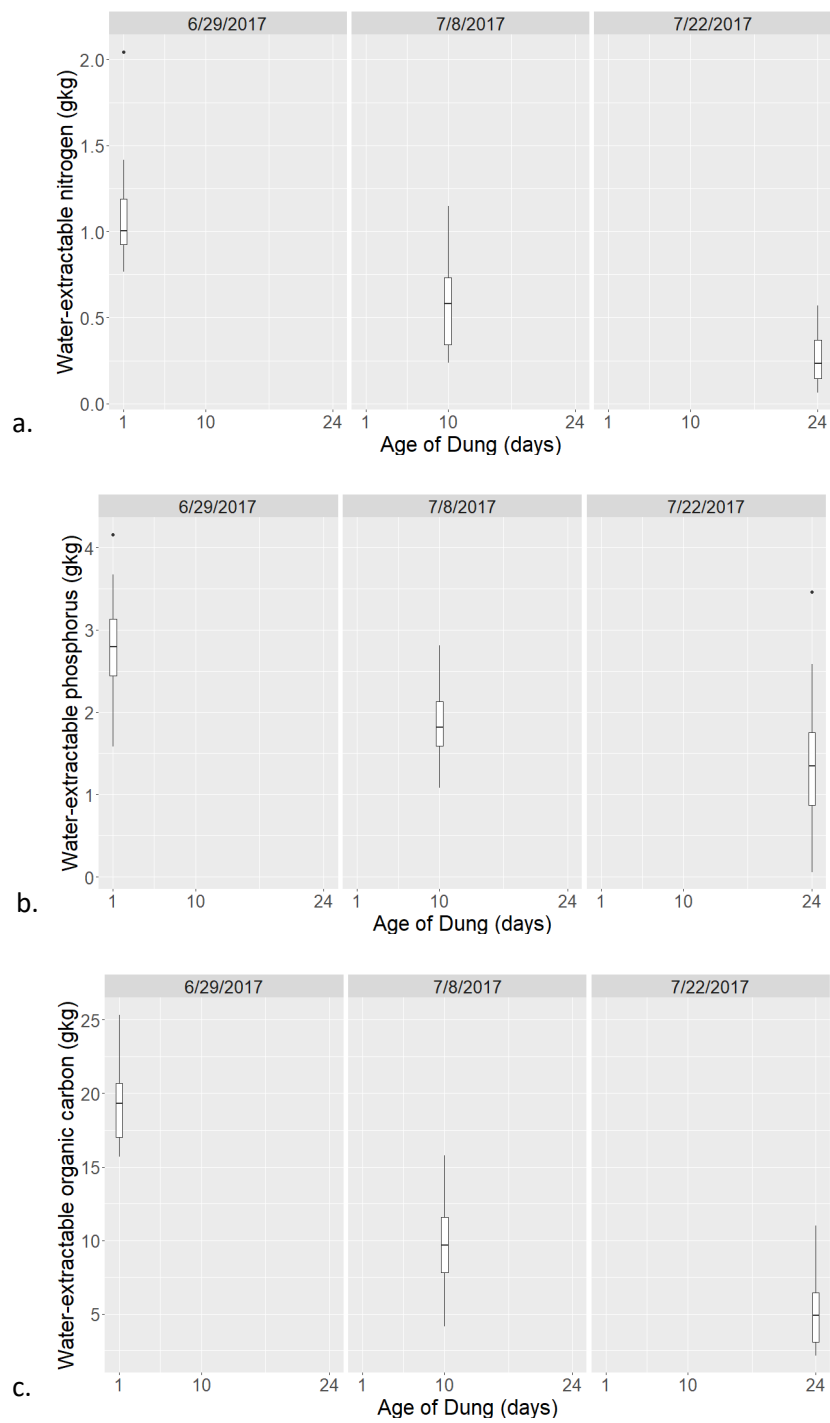 6/29/2017 7/8/2017 7/22/2017
Water-extractable nitrogen (gkg)
2.0
1.5
1.0
0.5
0.0
1 10 24 1 10 24 1 10 24
a.
Age of Dung (days)
6/29/2017 7/8/2017 7/22/2017
Water-extractable phosphorus (gkg)
4
3
2
1
0
1 10 24 1 10 24 1 10 24
b.
Age of Dung (days)
6/29/2017 7/8/2017 7/22/2017
Water-extractable organic carbon (gkg)
25
20
15
10
5
1 10 24 1 10 24 1 10 24
c.
Age of Dung (days)